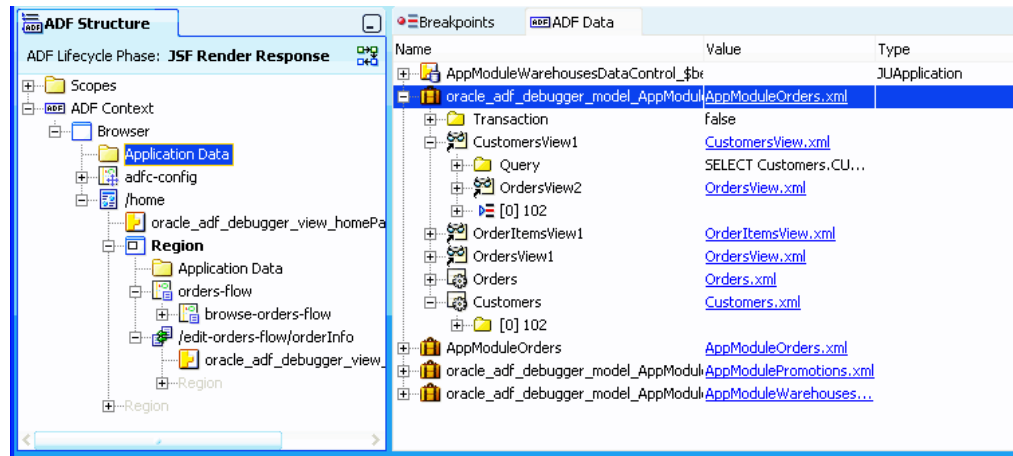 ADF Structure
ADF Lifecycle Phase: JSF Render Response
Scopes
ADF ADF Context
Browser
Application Data
adfc-config
/home
oracle_adf_debugger_view_homePa
Region
Application Data
orders-flow
browse-orders-flow
/edit-orders-flow/orderInfo
oracle_adf_debugger_view_
Region
Region
Breakpoints ADF ADF Data
Name Value Type
AppModuleWarehousesDataControl_$be JUApplication
oracle_adf_debugger_model_AppModul AppModuleOrders.xml
Transaction false
CustomersView1 CustomersView.xml
Query SELECT Customers.CU...
OrdersView2 OrdersView.xml
[0] 102
OrderItemsView1 OrderItemsView.xml
OrdersView1 OrdersView.xml
Orders Orders.xml
Customers Customers.xml
[0] 102
AppModuleOrders AppModuleOrders.xml
oracle_adf_debugger_model_AppModul AppModulePromotions.xml
oracle_adf_debugger_model_AppModul AppModuleWarehouses...